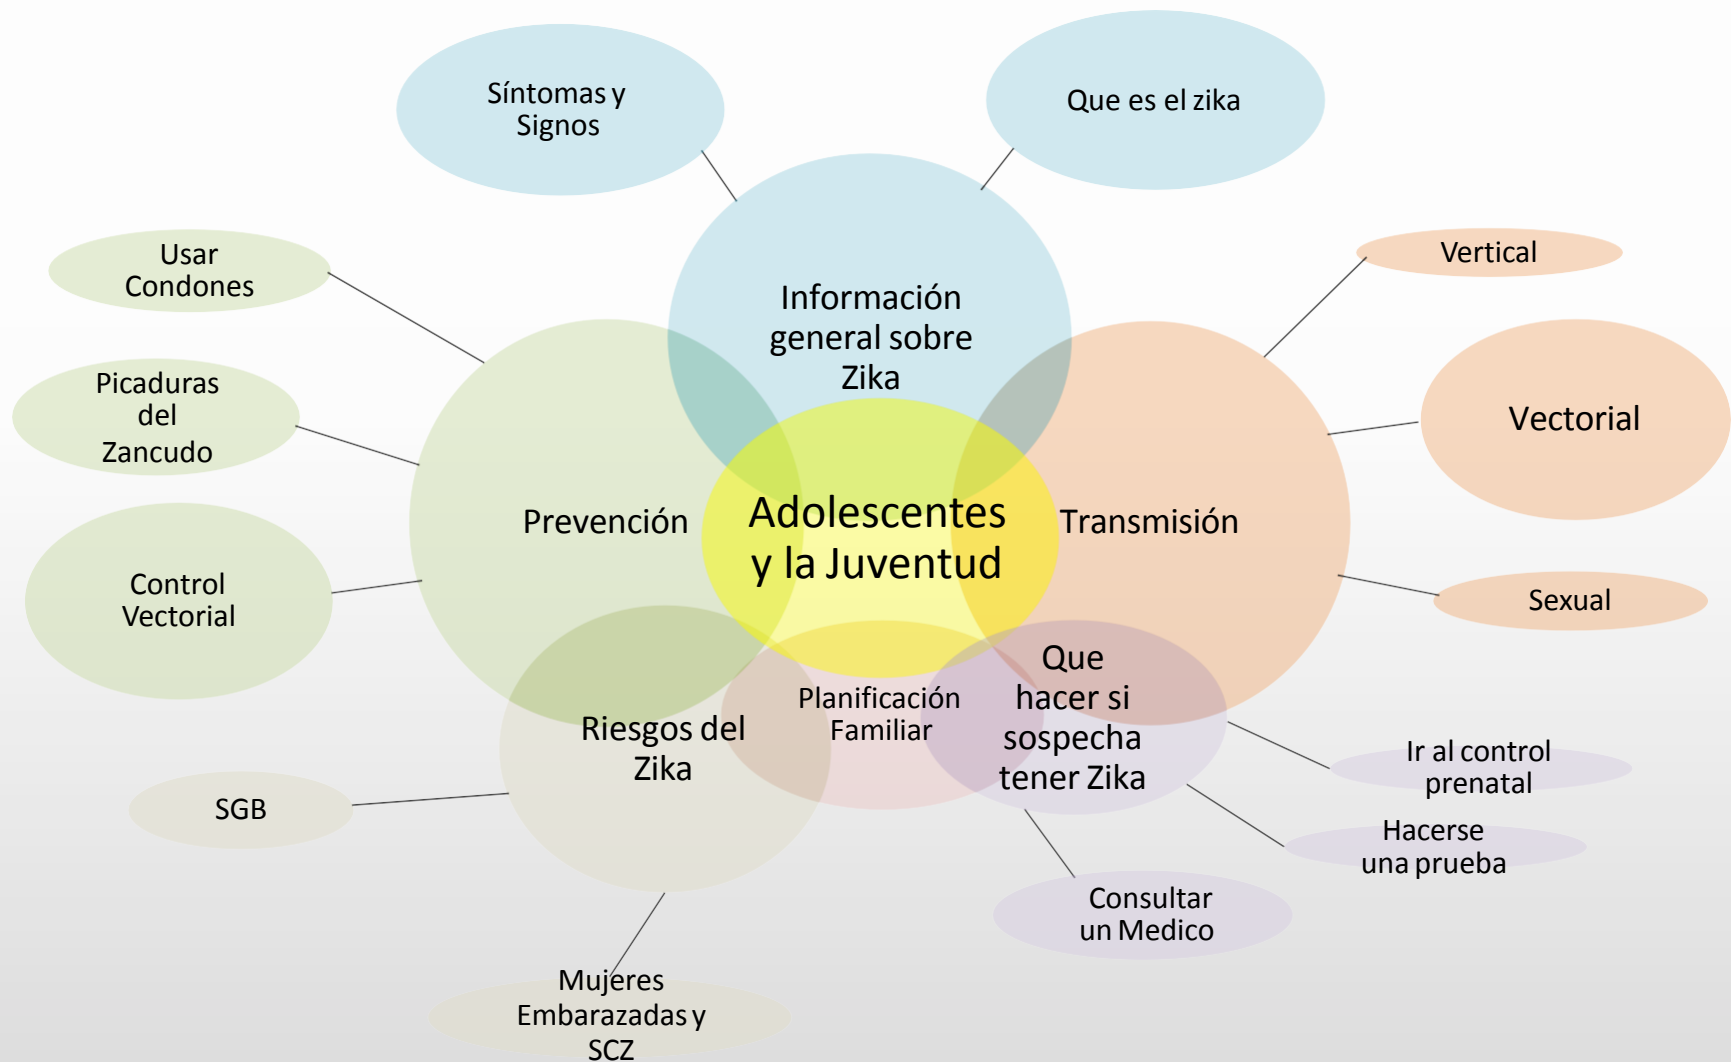 Síntomas y
Signos
Que es el zika
Usar
Condones
Información
general sobre
Zika
Vertical
Picaduras
del
Zancudo
Vectorial
Prevención
Adolescentes
y la Juventud
Transmisión
Control
Vectorial
Sexual
Riesgos del
Zika
Planificación
Familiar
Que
hacer si
sospecha
tener Zika
Ir al control
prenatal
SGB
Hacerse
una prueba
Consultar
un Medico
Mujeres
Embarazadas y
SCZ